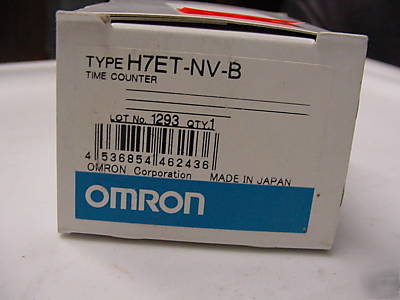 TYPE H7ET-NV-B
TIME COUNTER
LOT No. 1293 QTY.1
4 536854 462436
OMRON Corporation MADE IN JAPAN
OMRON